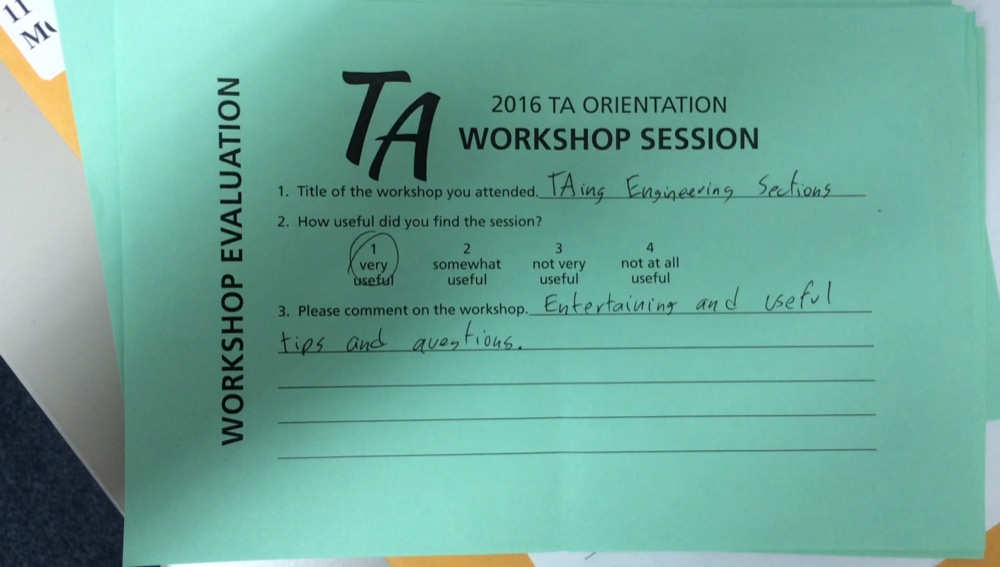 11
M
WORKSHOP EVALUATION
TA
2016 TA ORIENTATION
WORKSHOP SESSION
1. Title of the workshop you attended. TAing Engineering Sections
2. How useful did you find the session?
1 2 3 4
very somewhat not very not at all
useful useful useful useful
3. Please comment on the workshop. Entertaining and useful
tips and questions.